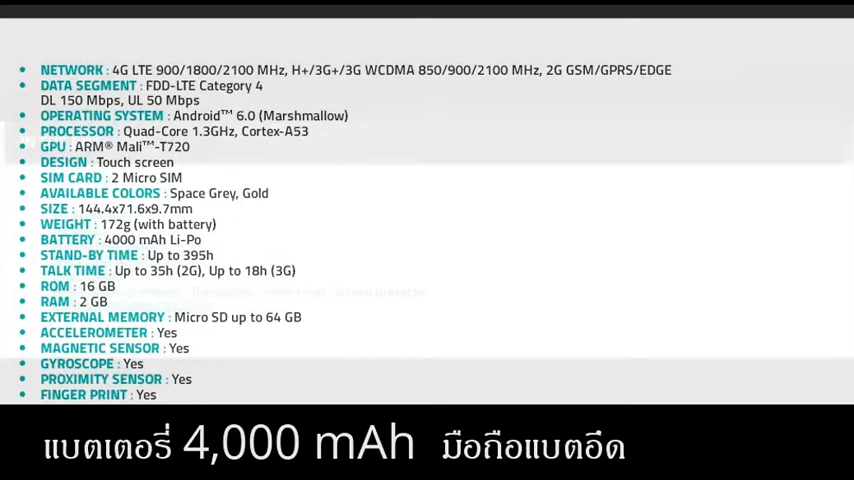 NETWORK : 4G LTE 900/1800/2100 MHz, H+/3G+/3G WCDMA 850/900/2100 MHz, 2G GSM/GPRS/EDGE
DATA SEGMENT : FDD-LTE Category 4
DL 150 Mbps, UL 50 Mbps
OPERATING SYSTEM : Android™ 6.0 (Marshmallow)
PROCESSOR : Quad-Core 1.3GHz, Cortex-A53
GPU : ARM® Mali™-T720
DESIGN : Touch screen
SIM CARD : 2 Micro SIM
AVAILABLE COLORS : Space Grey, Gold
SIZE : 144.4x71.6x9.7mm
WEIGHT : 172g (with battery)
BATTERY : 4000 mAh Li-Po
STAND-BY TIME : Up to 395h
TALK TIME : Up to 35h (2G), Up to 18h (3G)
ROM : 16 GB
RAM : 2 GB
EXTERNAL MEMORY : Micro SD up to 64 GB
ACCELEROMETER : Yes
MAGNETIC SENSOR : Yes
GYROSCOPE : Yes
PROXIMITY SENSOR : Yes
FINGER PRINT : Yes
แบตเตอรี่ 4,000 mAh มือถือแบตอึด